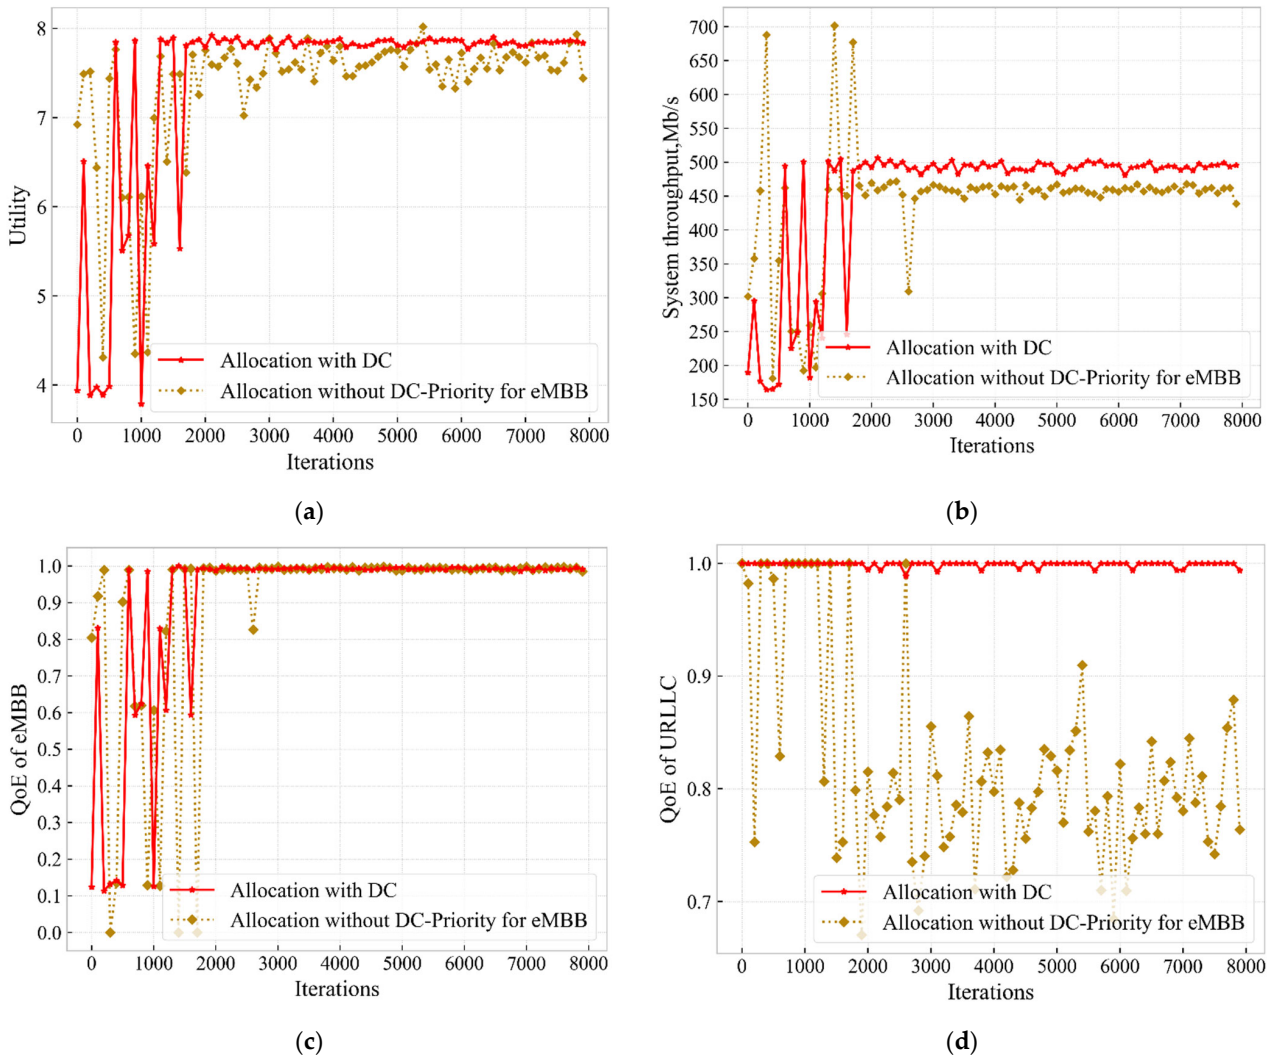 8
7
6
5
4
Utility
Allocation with DC
Allocation without DC-Priority for eMBB
0 1000 2000 3000 4000 5000 6000 7000 8000
Iterations
(a)
700
650
600
550
500
450
400
350
300
250
200
150
System throughput,Mb/s
Allocation with DC
Allocation without DC-Priority for eMBB
0 1000 2000 3000 4000 5000 6000 7000 8000
Iterations
(b)
1.0
0.9
0.8
0.7
0.6
0.5
0.4
0.3
0.2
0.1
0.0
QoE of eMBB
Allocation with DC
Allocation without DC-Priority for eMBB
0 1000 2000 3000 4000 5000 6000 7000 8000
Iterations
(c)
1.0
0.9
0.8
0.7
QoE of URLLC
Allocation with DC
Allocation without DC-Priority for eMBB
0 1000 2000 3000 4000 5000 6000 7000 8000
Iterations
(d)